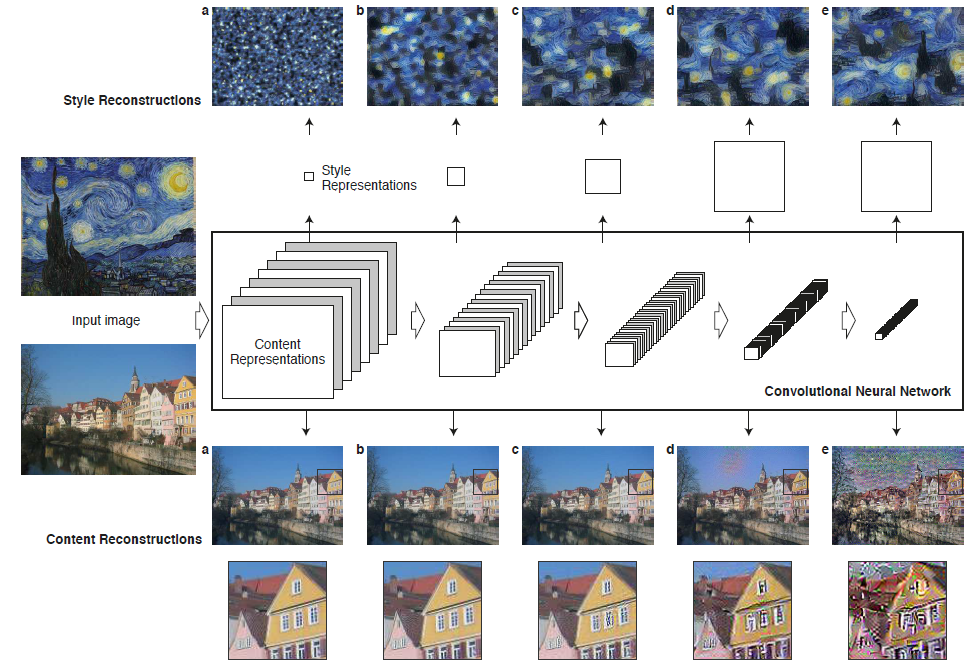 a b c d e
Style Reconstructions
Style
Representations
Input image
Content
Representations
Convolutional Neural Network
a b c d e
Content Reconstructions